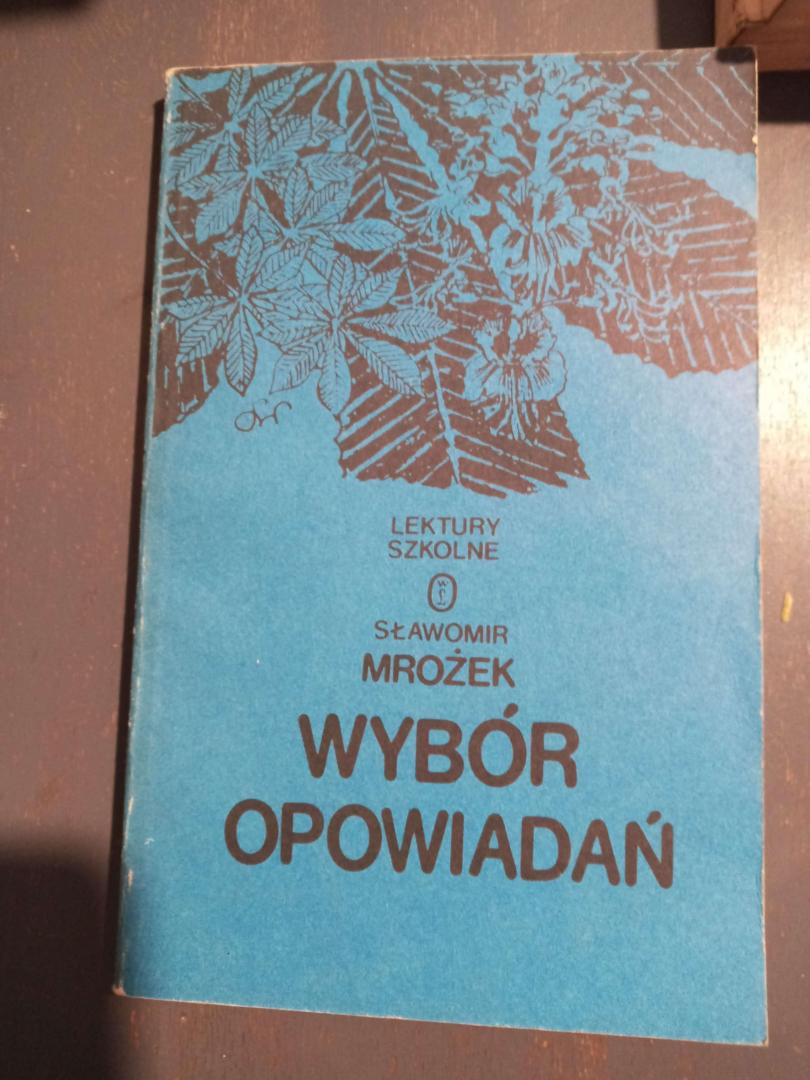 LEKTURY
SZKOLNE
SŁAWOMIR
MROŻEK
WYBÓR
OPOWIADAŃ